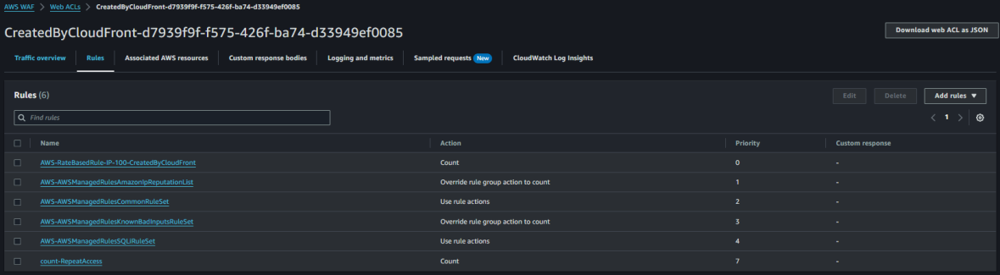 AWS WAF > Web ACLs > CreatedByCloudFront-d7939f9f-f575-426f-ba74-d33949ef0085
CreatedByCloudFront-d7939f9f-f575-426f-ba74-d33949ef0085
Download web ACL as JSON
Traffic overview Rules Associated AWS resources Custom response bodies Logging and metrics Sampled requests New CloudWatch Log Insights
Rules (6)
Edit Delete Add rules
Find rules
1
Name Action Priority Custom response
AWS-RateBasedRule-IP-100-CreatedByCloudFront Count 0 -
AWS-AWSManagedRulesAmazonIpReputationList Override rule group action to count 1 -
AWS-AWSManagedRulesCommonRuleSet Use rule actions 2 -
AWS-AWSManagedRulesKnownBadInputsRuleSet Override rule group action to count 3 -
AWS-AWSManagedRulesSQLiRuleSet Use rule actions 4 -
count-RepeatAccess Count 7 -